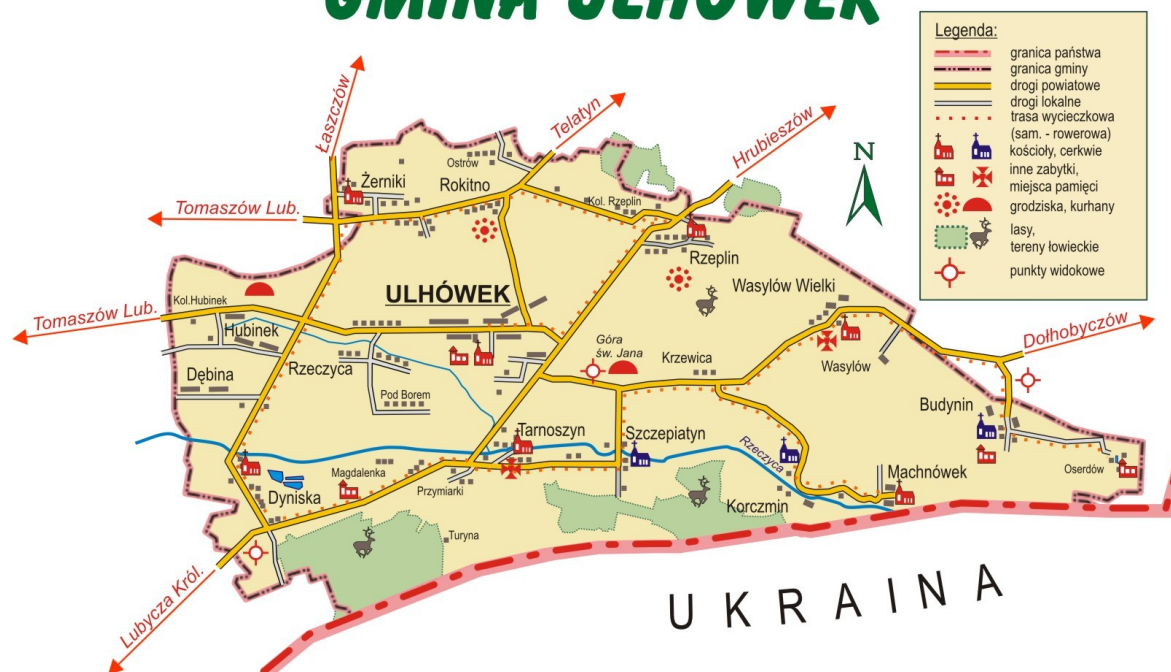 GMINA ULHÓWEK
Legenda:
granica państwa
granica gminy
drogi powiatowe
drogi lokalne
trasa wycieczkowa
(sam. - rowerowa)
kościoły, cerkwie
inne zabytki,
miejsca pamięci
grodziska, kurhany
lasy,
tereny łowieckie
punkty widokowe
N
Łaszczów
Telatyn
Hrubieszów
Ostrów
Żerniki
Rokitno
Kol. Rzeplin
Tomaszów Lub.
Rzeplin
Wasylów Wielki
ULHÓWEK
Kol.Hubinek
Tomaszów Lub.
Hubinek
Dołhobyczów
Góra
św. Jana
Krzewica
Wasylów
Rzeczyca
Dębina
Pod Borem
Budynin
Tarnoszyn
Szczepiatyn
Rzeczyca
Magdalenka
Machnówek
Oserdów
Dyniska
Przymiarki
Korczmin
Turyna
Lubycza Król.
UKRAINA